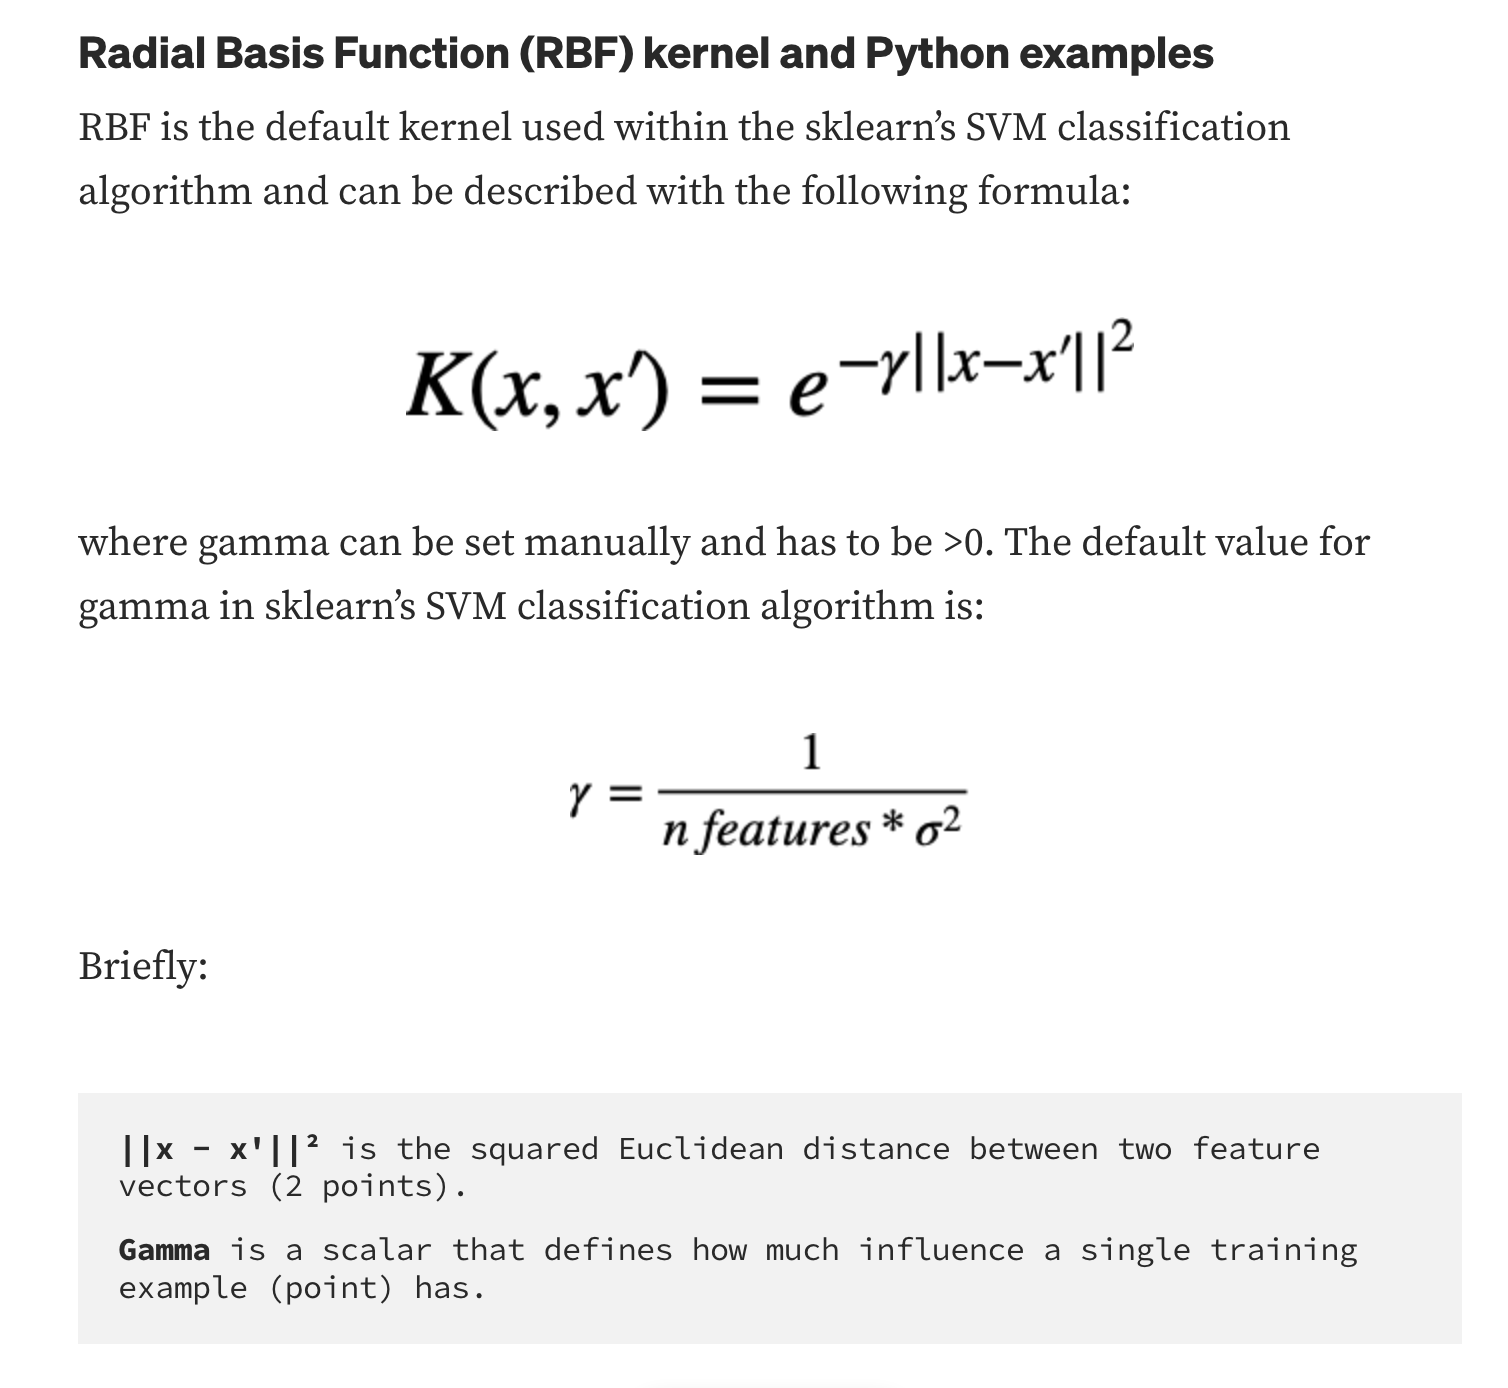 Radial Basis Function (RBF) kernel and Python examples
RBF is the default kernel used within the sklearn’s SVM classification
algorithm and can be described with the following formula:
K(x, x′) = e^−γ||x−x′||²
where gamma can be set manually and has to be >0. The default value for
gamma in sklearn’s SVM classification algorithm is:
1
γ =
n features * σ²
Briefly:
||x - x'||² is the squared Euclidean distance between two feature
vectors (2 points).
Gamma is a scalar that defines how much influence a single training
example (point) has.